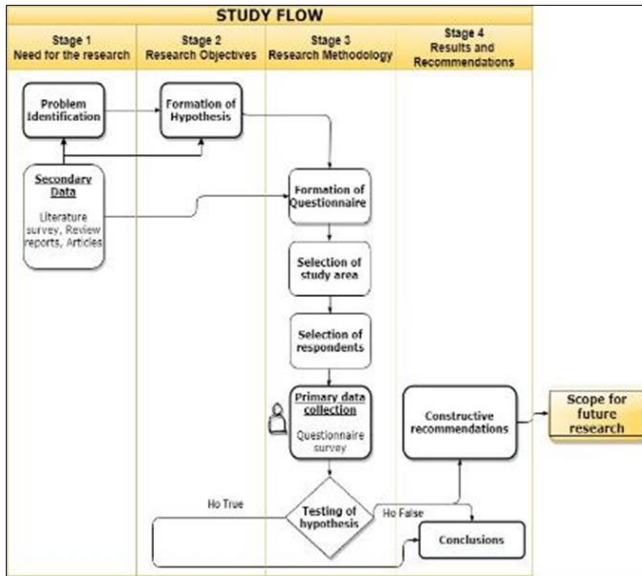 STUDY FLOW
Stage 1
Need for the research
Stage 2
Research Objectives
Stage 3
Research Methodology
Stage 4
Results and
Recommendations
Problem
Identification
Formation of
Hypothesis
Secondary
Data
Literature
survey, Review
reports, Articles
Formation of
Questionnaire
Selection of
study area
Selection of
respondents
Primary data
collection
Questionnaire
survey
Constructive
recommendations
Scope for
future
research
Ho True
Testing of
hypothesis
Ho False
Conclusions